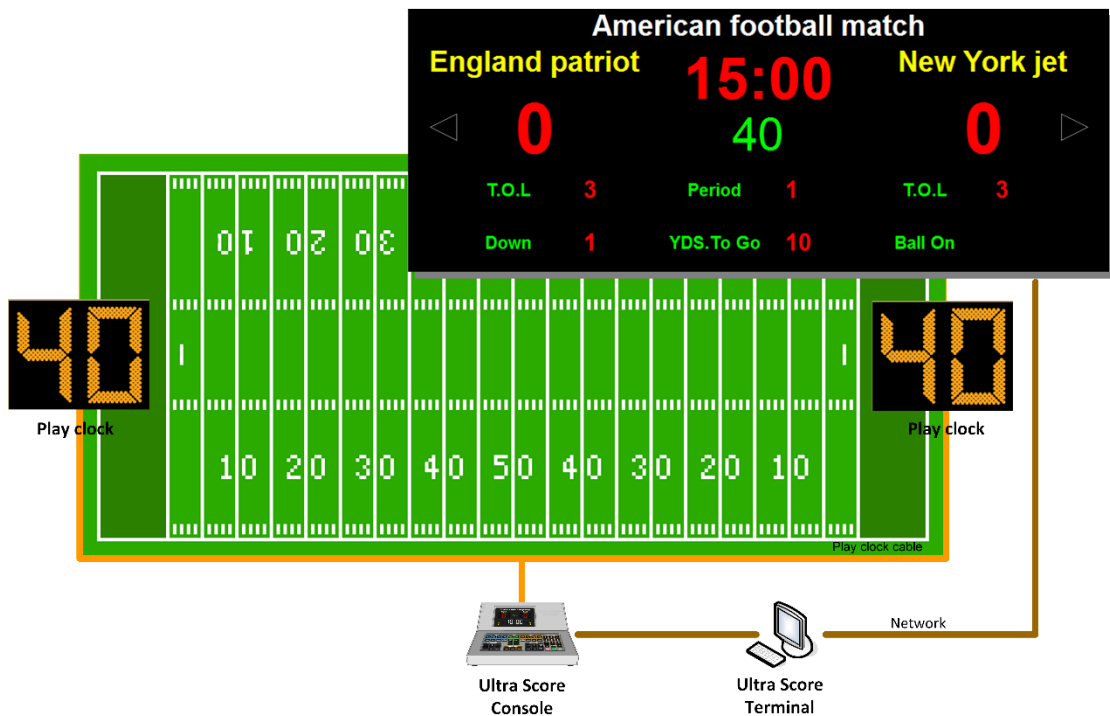 American football match
England patriot
15:00
New York jet
0
40
0
T.O.L 3
Period 1
T.O.L 3
Down 1
YDS.To Go 10
Ball On
10 20 30
40
Play clock
40
Play clock
10 20 30 40 50 40 30 20 10
Play clock cable
Network
Ultra Score
Console
Ultra Score
Terminal